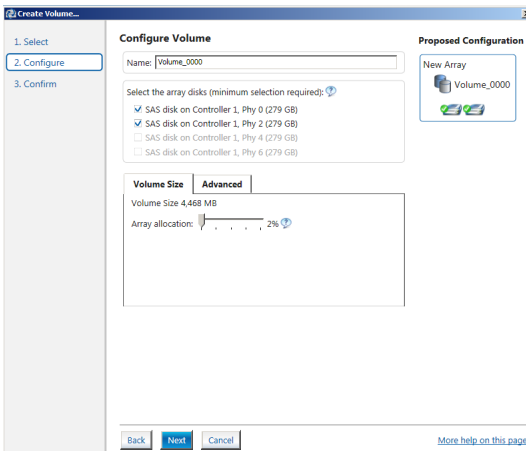 Create Volume...
1. Select
2. Configure
3. Confirm
Configure Volume
Name: Volume_0000
Select the array disks (minimum selection required):
SAS disk on Controller 1, Phy 0 (279 GB)
SAS disk on Controller 1, Phy 2 (279 GB)
SAS disk on Controller 1, Phy 4 (279 GB)
SAS disk on Controller 1, Phy 6 (279 GB)
Volume Size Advanced
Volume Size 4,468 MB
Array allocation: 2%
Proposed Configuration
New Array
Volume_0000
Back Next Cancel
More help on this page